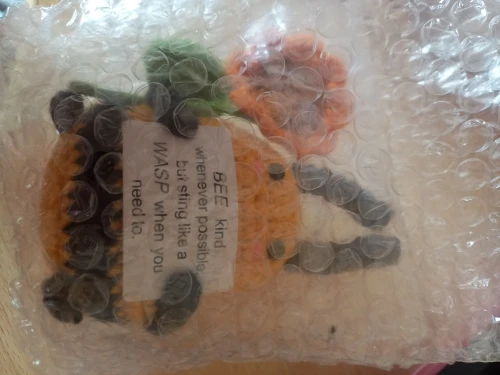 BEE kind
whenever possible
but sting like a
WASP when you
need to.